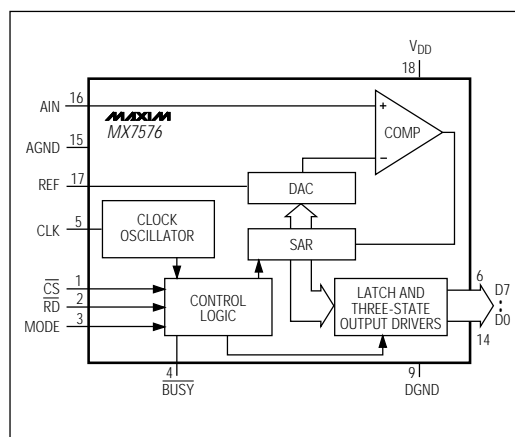 VDD
18
AIN 16
MAXIM
MX7576
+
COMP
−
AGND 15
REF 17
DAC
CLK 5
CLOCK
OSCILLATOR
SAR
CS 1
RD 2
MODE 3
CONTROL
LOGIC
LATCH AND
THREE-STATE
OUTPUT DRIVERS
6
D7
:
D0
14
4
BUSY
9
DGND